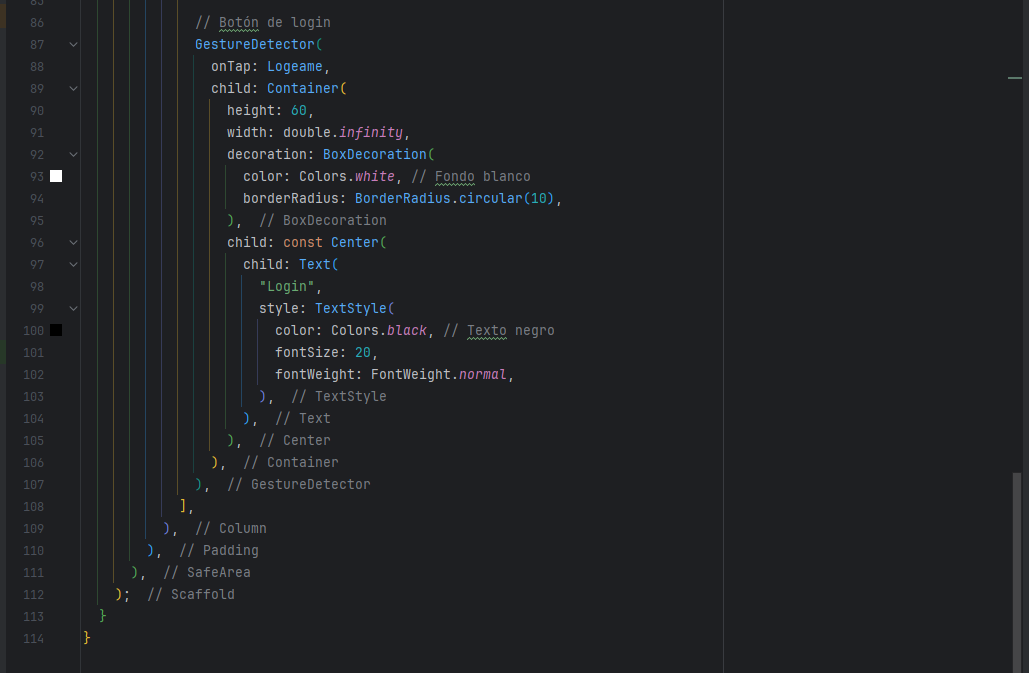 85
86 // Botón de login
87 GestureDetector(
88 onTap: Logeame,
89 child: Container(
90 height: 60,
91 width: double.infinity,
92 decoration: BoxDecoration(
93 color: Colors.white, // Fondo blanco
94 borderRadius: BorderRadius.circular(10),
95 ), // BoxDecoration
96 child: const Center(
97 child: Text(
98 "Login",
99 style: TextStyle(
100 color: Colors.black, // Texto negro
101 fontSize: 20,
102 fontWeight: FontWeight.normal,
103 ), // TextStyle
104 ), // Text
105 ), // Center
106 ), // Container
107 ), // GestureDetector
108 ],
109 ), // Column
110 ), // Padding
111 ), // SafeArea
112 ); // Scaffold
113 }
114 }